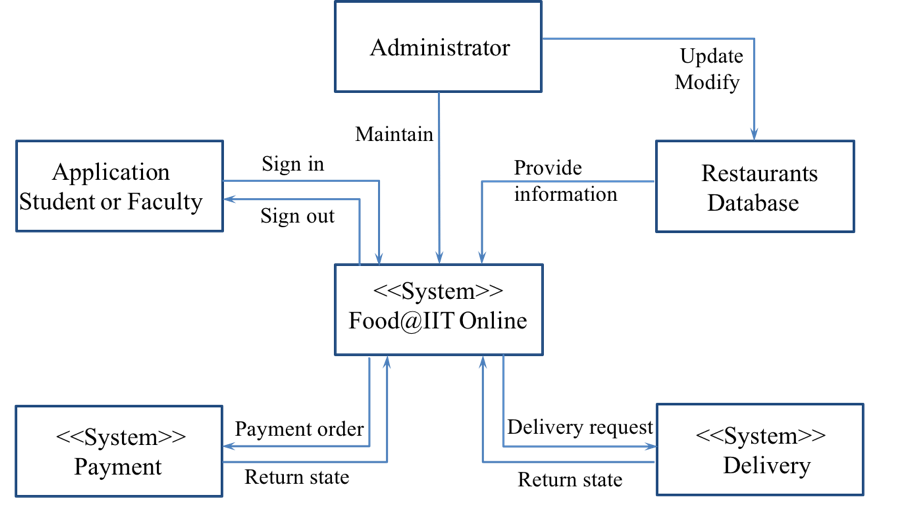 Administrator
Update
Modify
Maintain
Application
Student or Faculty
Sign in
Sign out
Provide
information
Restaurants
Database
<<System>>
Food@IIT Online
<<System>>
Payment
Payment order
Return state
Delivery request
Return state
<<System>>
Delivery